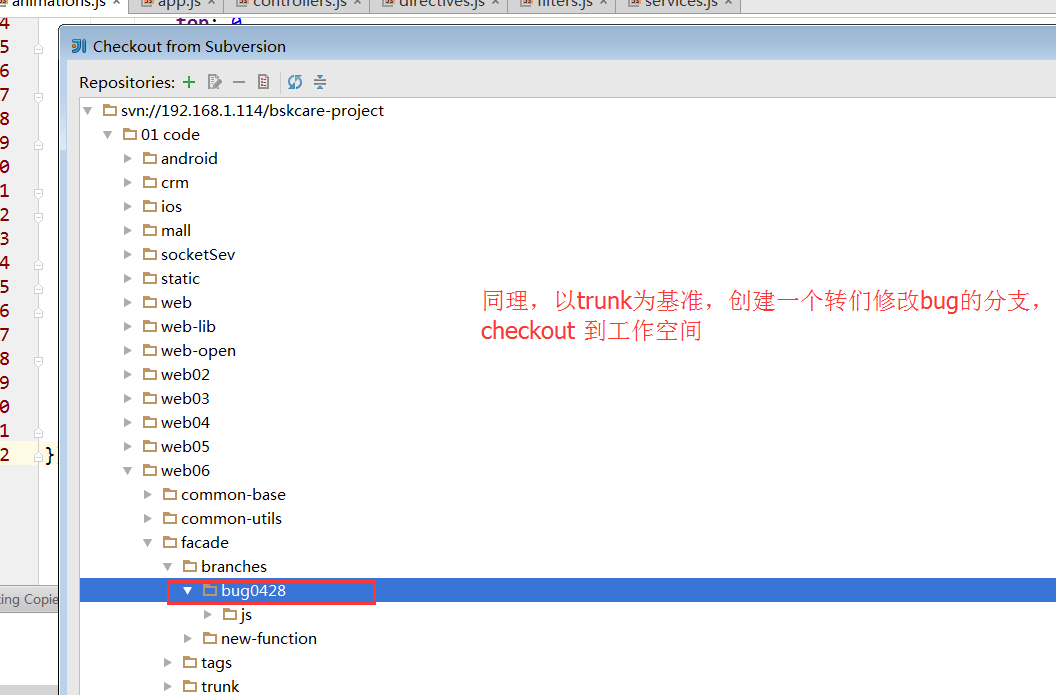 animations.js
app.js
controllers.js
directives.js
filters.js
services.js
top: 0
4
5
6
7
8
9
0
1
2
3
4
5
6
7
8
9
0
1
2
}
Checkout from Subversion
Repositories:
svn://192.168.1.114/bskcare-project
01 code
android
crm
ios
mall
socketSev
static
web
web-lib
web-open
web02
web03
web04
web05
web06
common-base
common-utils
facade
branches
bug0428
js
new-function
tags
trunk
同理，以trunk为基准，创建一个转们修改bug的分支，
checkout 到工作空间
ting Copie